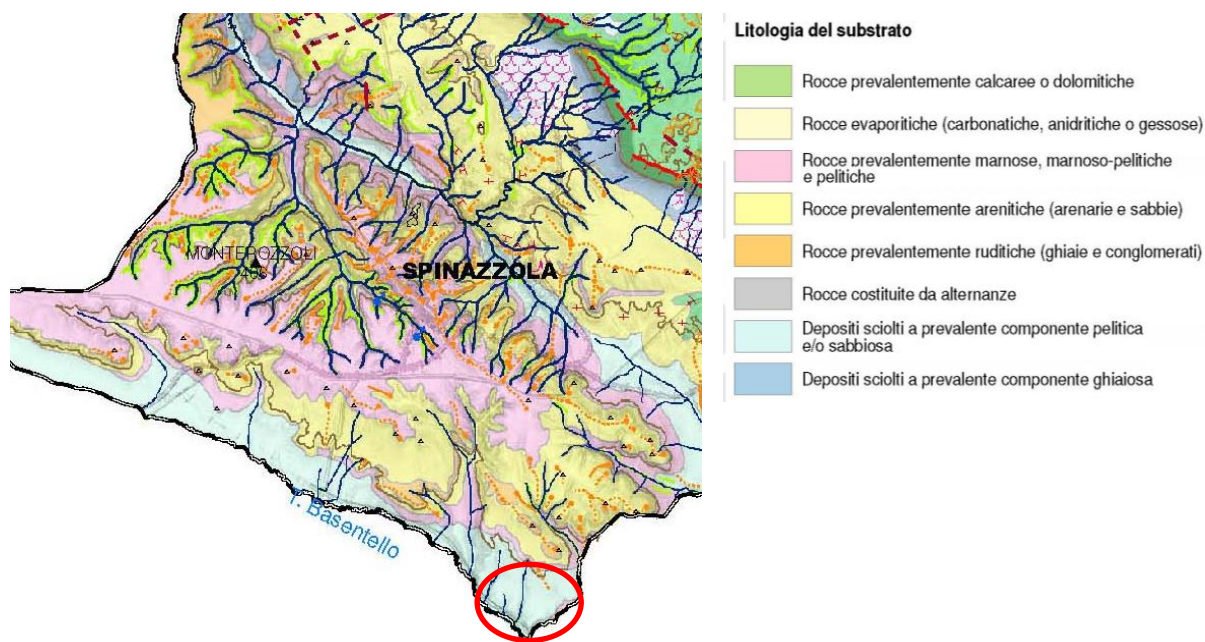 MONTEPOZZOLI
SPINAZZOLA
T. Basentello
Litologia del substrato
Rocce prevalentemente calcaree o dolomitiche
Rocce evaporitiche (carbonatiche, anidritiche o gessose)
Rocce prevalentemente marnose, marnoso-pelitiche
e pelitiche
Rocce prevalentemente arenitiche (arenarie e sabbie)
Rocce prevalentemente ruditiche (ghiaie e conglomerati)
Rocce costituite da alternanze
Depositi sciolti a prevalente componente pelitica
e/o sabbiosa
Depositi sciolti a prevalente componente ghiaiosa